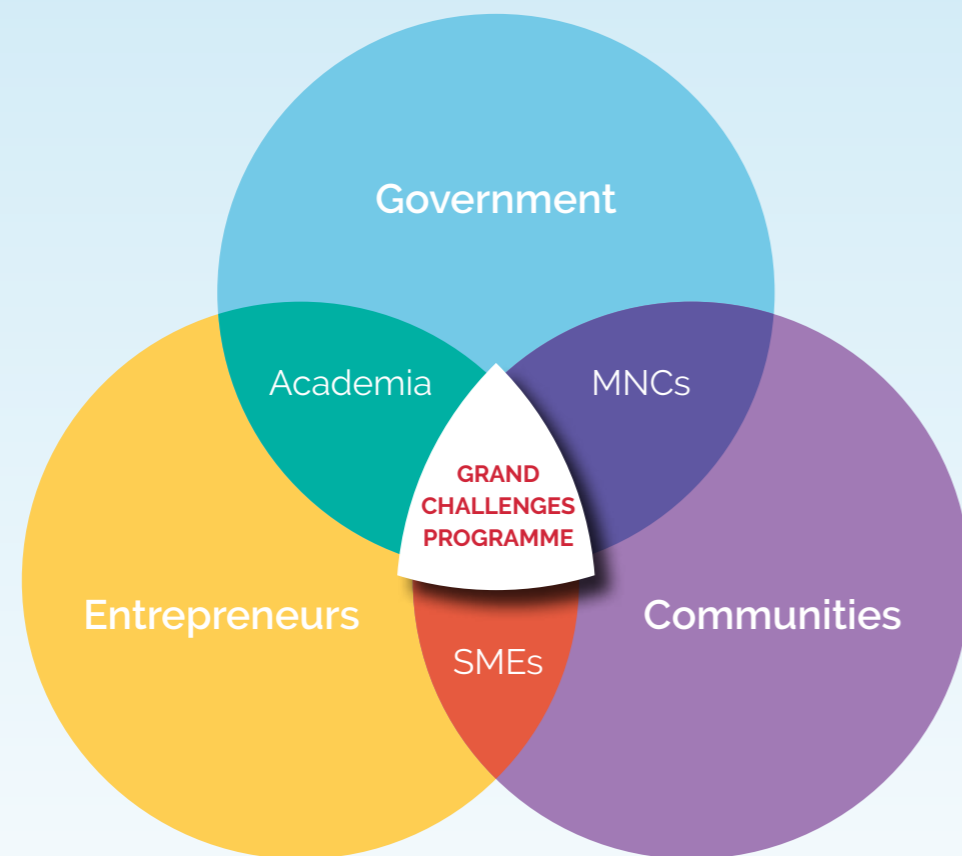 Government
Academia
MNCs
GRAND
CHALLENGES
PROGRAMME
Entrepreneurs
Communities
SMEs